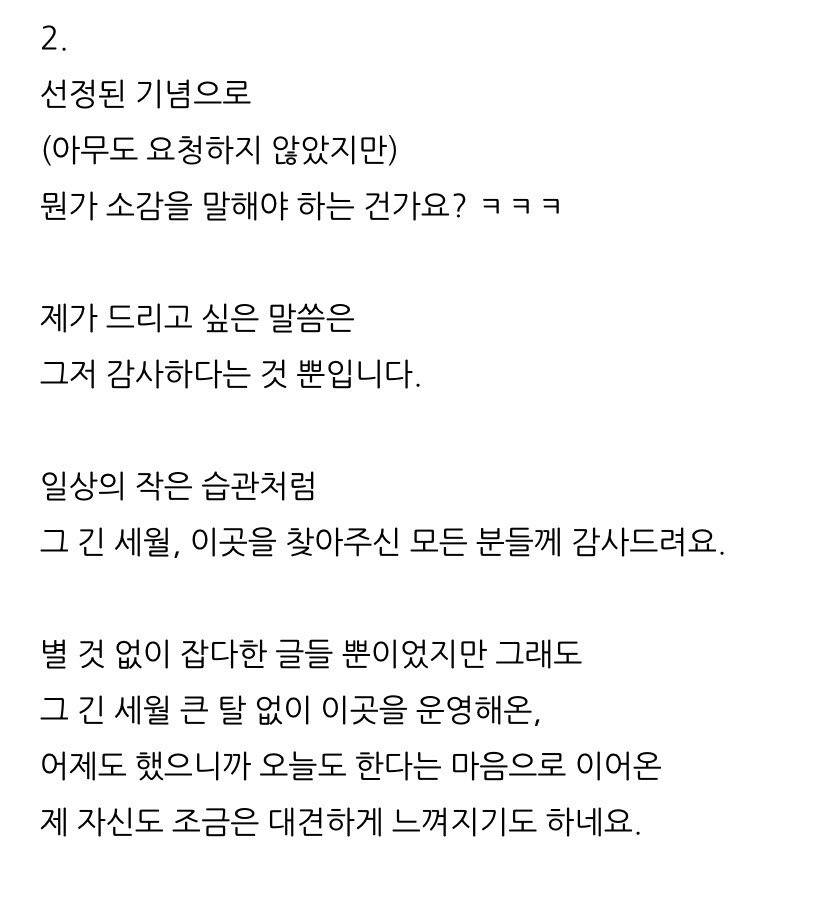 2.
선정된 기념으로
(아무도 요청하지 않았지만)
뭔가 소감을 말해야 하는 건가요? ㅋㅋㅋ
제가 드리고 싶은 말씀은
그저 감사하다는 것 뿐입니다.
일상의 작은 습관처럼
그 긴 세월, 이곳을 찾아주신 모든 분들께 감사드려요.
별 것 없이 잡다한 글들 뿐이었지만 그래도
그 긴 세월 큰 탈 없이 이곳을 운영해온,
어제도 했으니까 오늘도 한다는 마음으로 이어온
제 자신도 조금은 대견하게 느껴지기도 하네요.